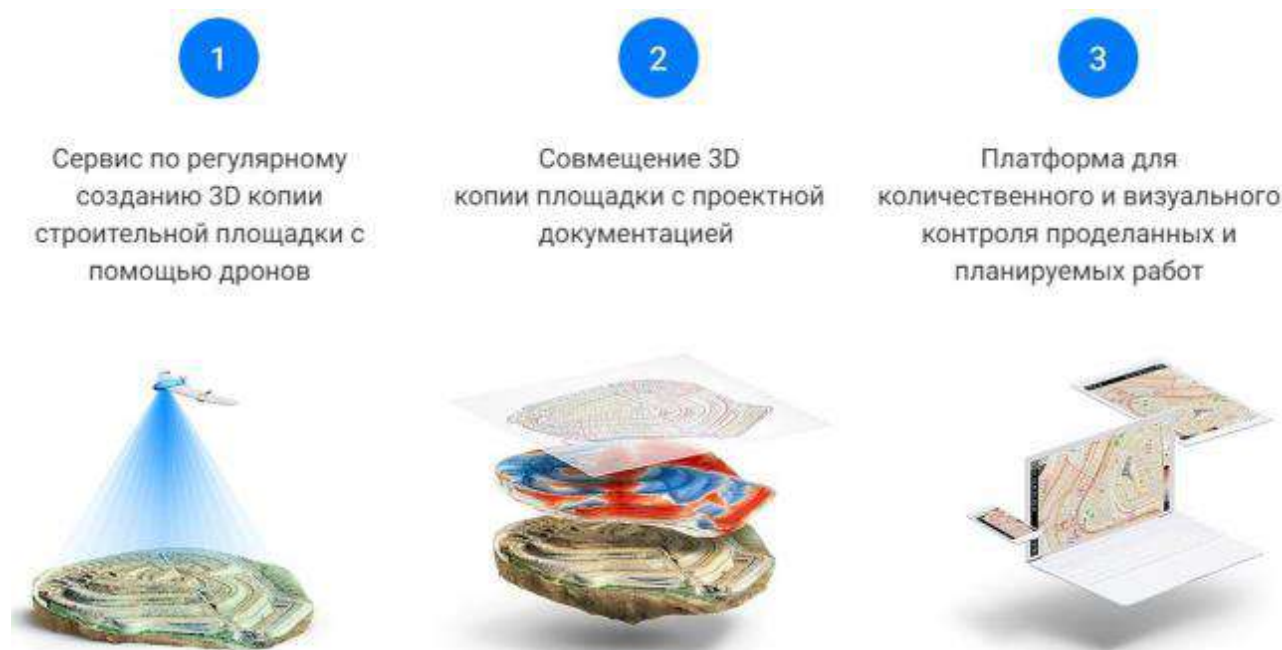 1
Сервис по регулярному
созданию 3D копии
строительной площадки с
помощью дронов
2
Совмещение 3D
копии площадки с проектной
документацией
3
Платформа для
количественного и визуального
контроля проделанных и
планируемых работ